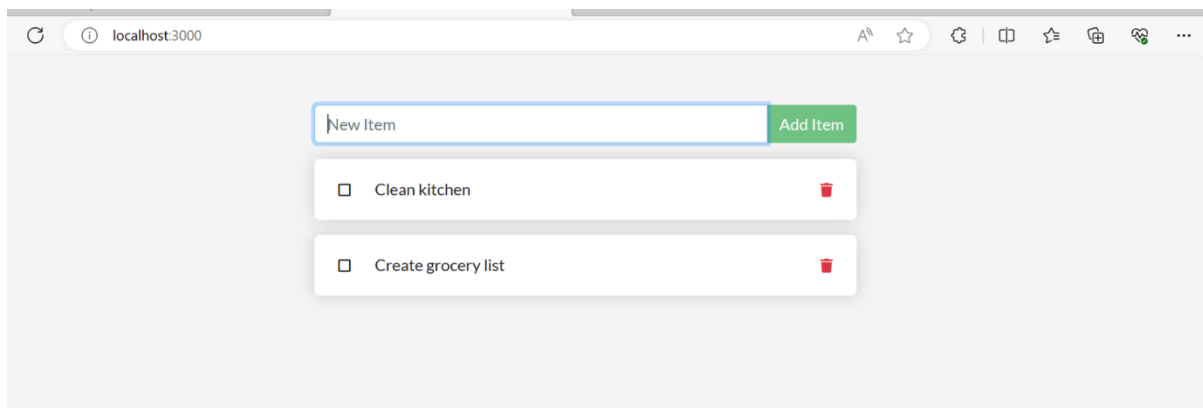 localhost:3000
New Item
Add Item
Clean kitchen
Create grocery list